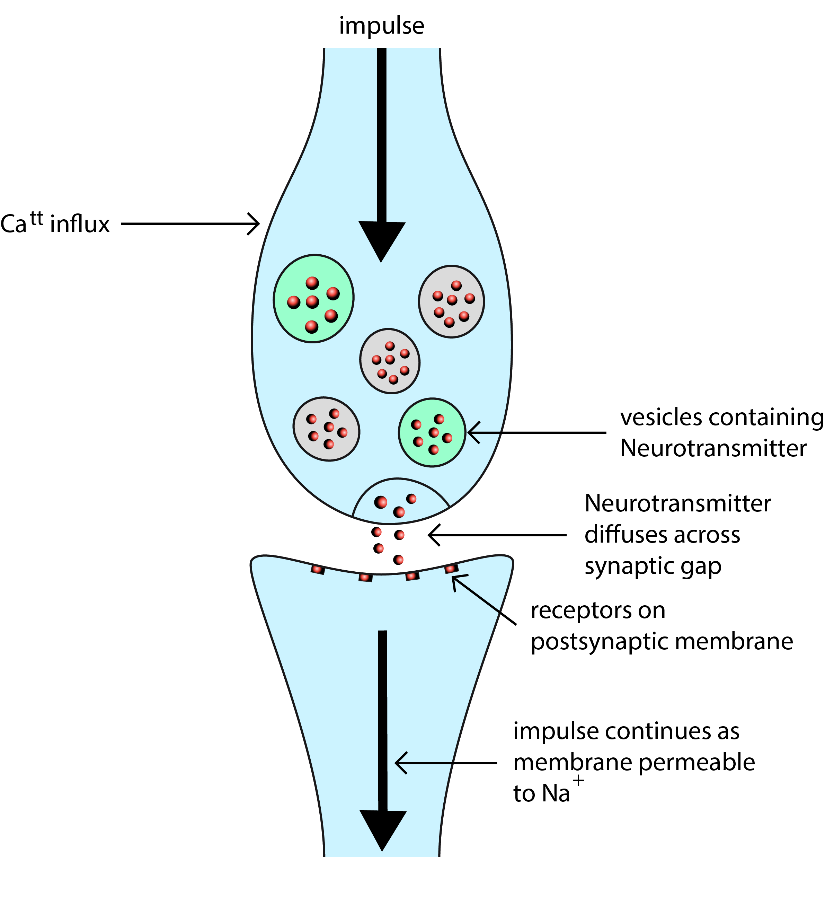 impulse
Ca^tt influx
vesicles containing
Neurotransmitter
Neurotransmitter
diffuses across
synaptic gap
receptors on
postsynaptic membrane
impulse continues as
membrane permeable
to Na^+